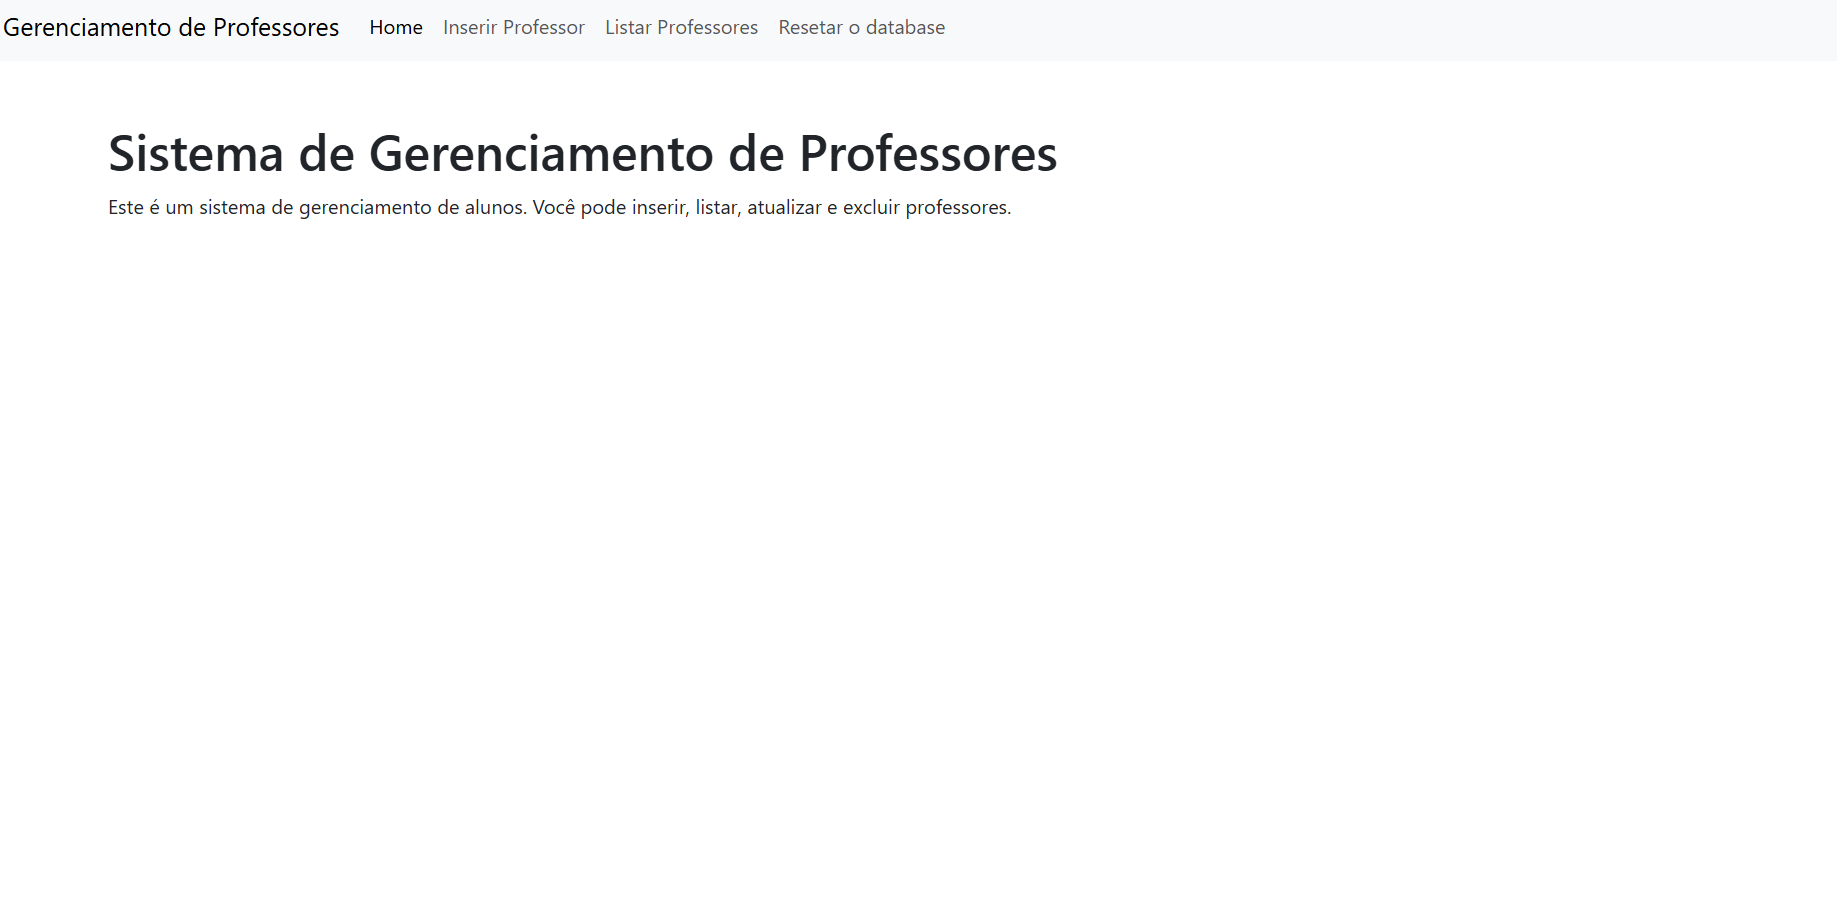 Gerenciamento de Professores Home Inserir Professor Listar Professores Resetar o database
Sistema de Gerenciamento de Professores
Este é um sistema de gerenciamento de alunos. Você pode inserir, listar, atualizar e excluir professores.